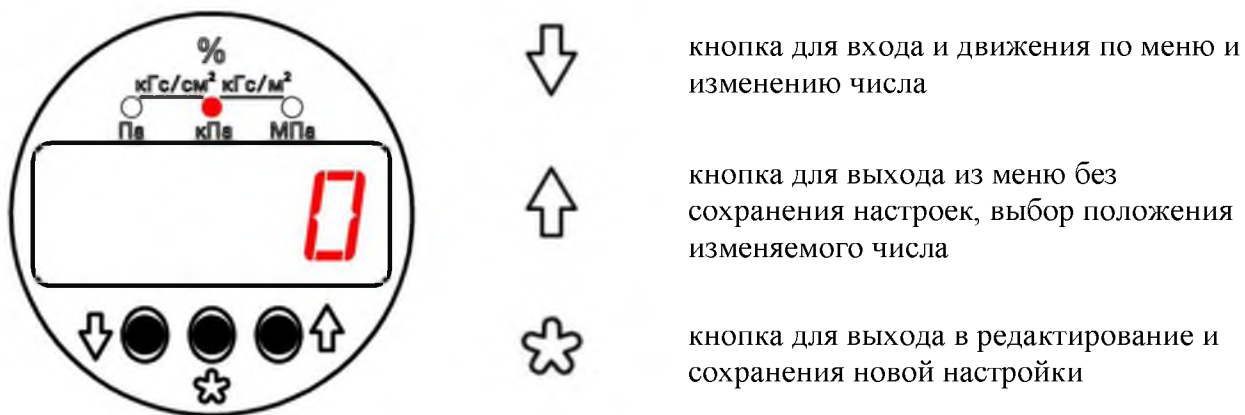 %
кГс/см² кГс/м²
Па кПа МПа
0
кнопка для входа и движения по меню и
изменению числа
кнопка для выхода из меню без
сохранения настроек, выбор положения
изменяемого числа
кнопка для выхода в редактирование и
сохранения новой настройки